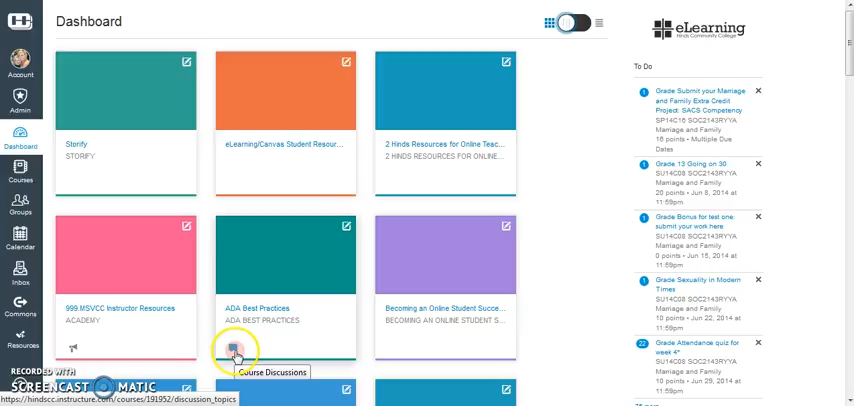 Dashboard
eLearning
Hinds Community College
Account
Admin
Dashboard
Courses
Groups
Calendar
Inbox
Commons
Resources
Storify
STORIFY
eLearning/Canvas Student Resour...
2 Hinds Resources for Online Teac...
2 HINDS RESOURCES FOR ONLINE...
999.MSVCC Instructor Resources
ACADEMY
ADA Best Practices
ADA BEST PRACTICES
Becoming an Online Student Succe...
BECOMING AN ONLINE STUDENT S...
Course Discussions
To Do
1
Grade Submit your Marriage
and Family Extra Credit
Project: SACS Competency
SP14C16 SOC2143RYYA
Marriage and Family
16 points • Multiple Due
Dates
1
Grade 13 Going on 30
SU14C08 SOC2143RYYA
Marriage and Family
20 points • Jun 8, 2014 at
11:59pm
1
Grade Bonus for test one:
submit your work here
SU14C08 SOC2143RYYA
Marriage and Family
0 points • Jun 15, 2014 at
11:59pm
1
Grade Sexuality in Modern
Times
SU14C08 SOC2143RYYA
Marriage and Family
10 points • Jun 22, 2014 at
11:59pm
22
Grade Attendance quiz for
week 4*
SU14C08 SOC2143RYYA
Marriage and Family
10 points • Jun 29, 2014 at
11:59pm
RECORDED WITH
SCREENCAST MATIC
https://hindscc.instructure.com/courses/191952/discussion_topics